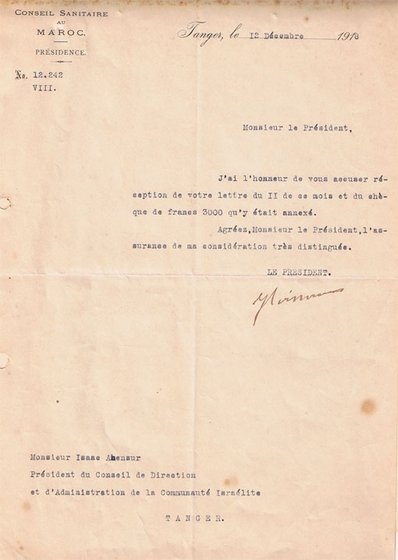 CONSEIL SANITAIRE
AU
MAROC.
PRÉSIDENCE.
No. 12.242
VIII.
Tanger, le 12 Décembre 1913
Monsieur le Président,
J'ai l'honneur de vous accuser ré-
ception de votre lettre du II de ce mois et du chè-
que de francs 3000 qu'y était annexé.
Agréez,Monsieur le Président,l'as-
surance de ma considération très distinguée.
LE PRESIDENT.
Monsieur Isaac Abensur
Président du Conseil de Direction
et d'Administration de la Communauté Israélite
TANGER.